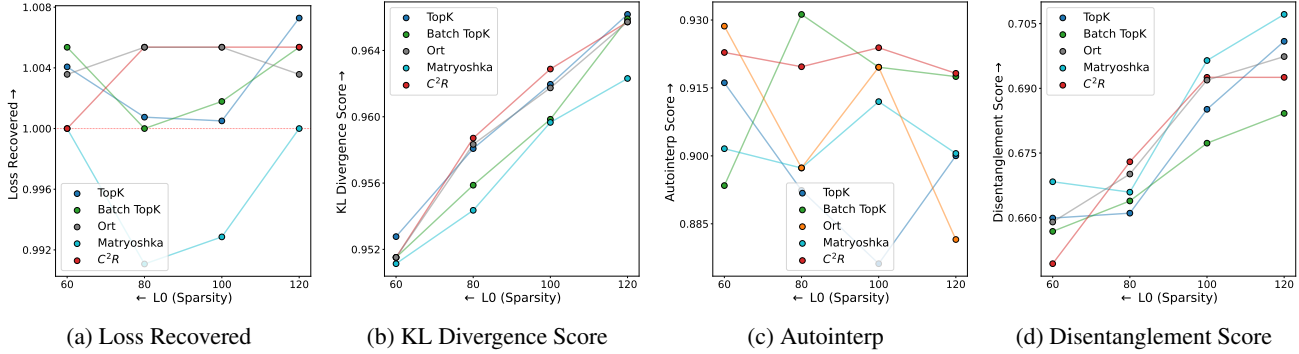 1.008
1.004
1.000
0.996
0.992
Loss Recovered →
TopK
Batch TopK
Ort
Matryoshka
C²R
60 80 100 120
← L0 (Sparsity)
(a) Loss Recovered
0.964
0.960
0.956
0.952
KL Divergence Score →
TopK
Batch TopK
Ort
Matryoshka
C²R
60 80 100 120
← L0 (Sparsity)
(b) KL Divergence Score
0.930
0.915
0.900
0.885
Autointerp Score →
TopK
Batch TopK
Ort
Matryoshka
C²R
60 80 100 120
← L0 (Sparsity)
(c) Autointerp
0.705
0.690
0.675
0.660
Disentanglement Score →
TopK
Batch TopK
Ort
Matryoshka
C²R
60 80 100 120
← L0 (Sparsity)
(d) Disentanglement Score